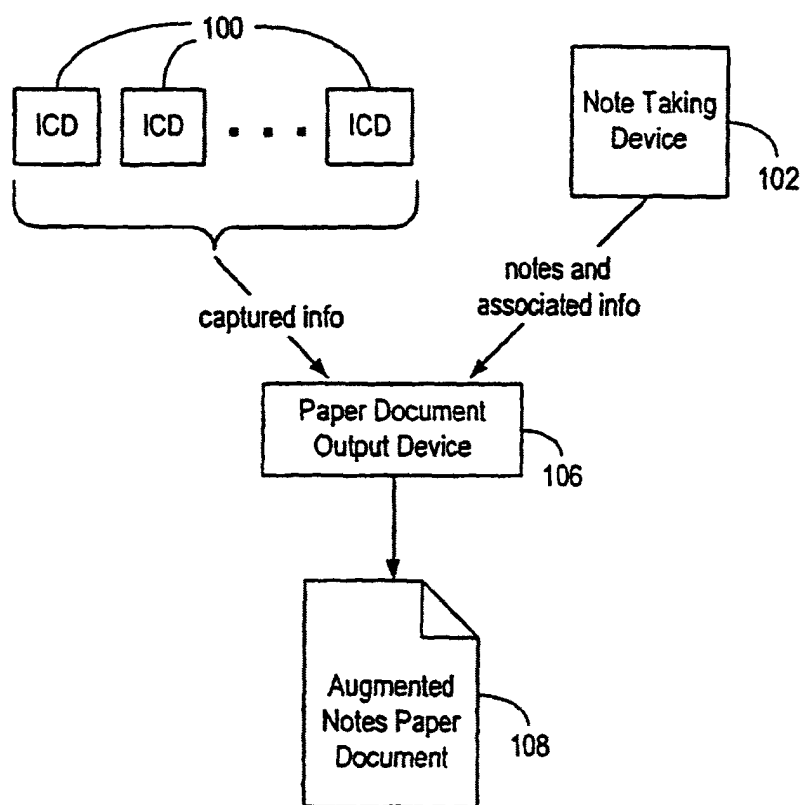 100
ICD ICD ... ICD
Note Taking
Device
102
captured info
notes and
associated info
Paper Document
Output Device
106
Augmented
Notes Paper
Document
108